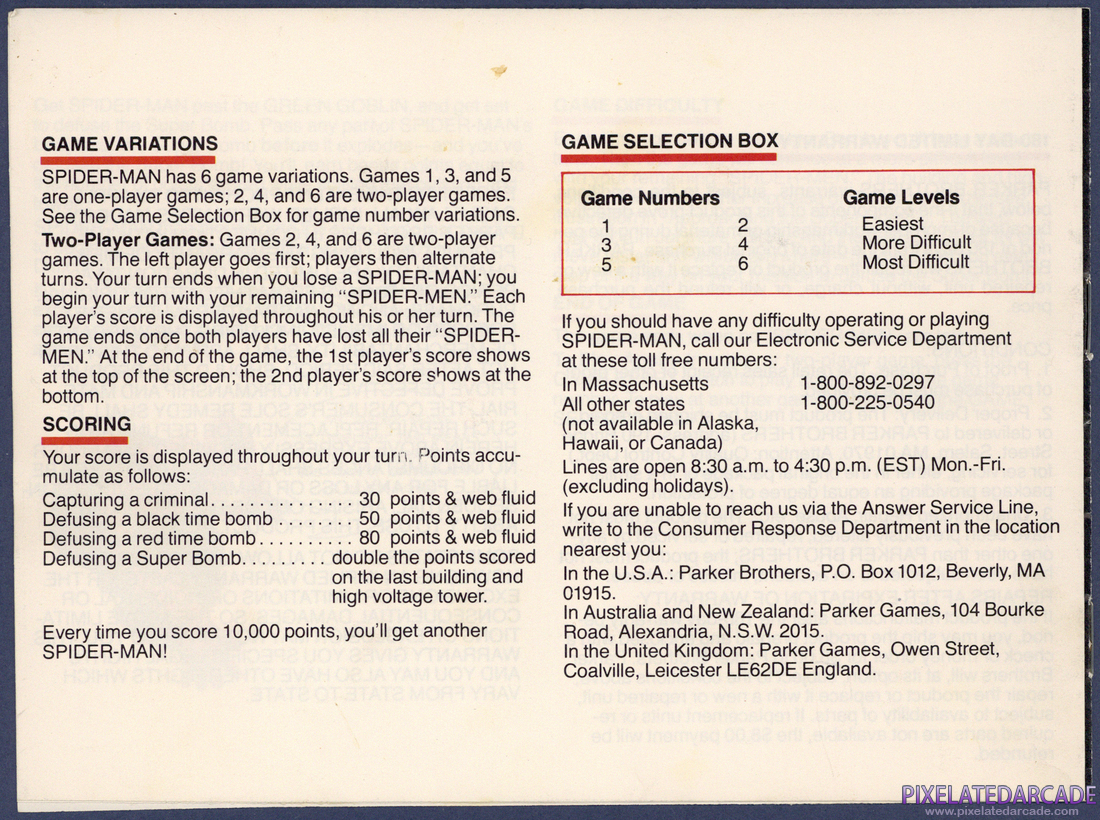 GAME VARIATIONS
SPIDER-MAN has 6 game variations. Games 1, 3, and 5
are one-player games; 2, 4, and 6 are two-player games.
See the Game Selection Box for game number variations.
Two-Player Games: Games 2, 4, and 6 are two-player
games. The left player goes first; players then alternate
turns. Your turn ends when you lose a SPIDER-MAN; you
begin your turn with your remaining “SPIDER-MEN.” Each
player's score is displayed throughout his or her turn. The
game ends once both players have lost all their “SPIDER-
MEN.” At the end of the game, the 1st player's score shows
at the top of the screen; the 2nd player's score shows at the
bottom.
SCORING
Your score is displayed throughout your turn. Points accu-
mulate as follows:
Capturing a criminal. . . . . . . . . . . . . . 30 points & web fluid
Defusing a black time bomb . . . . . . . . 50 points & web fluid
Defusing a red time bomb . . . . . . . . . . 80 points & web fluid
Defusing a Super Bomb. . . . . . . . . double the points scored
on the last building and
high voltage tower.
Every time you score 10,000 points, you'll get another
SPIDER-MAN!
GAME SELECTION BOX
Game Numbers Game Levels
1 2 Easiest
3 4 More Difficult
5 6 Most Difficult
If you should have any difficulty operating or playing
SPIDER-MAN, call our Electronic Service Department
at these toll free numbers:
In Massachusetts 1-800-892-0297
All other states 1-800-225-0540
(not available in Alaska,
Hawaii, or Canada)
Lines are open 8:30 a.m. to 4:30 p.m. (EST) Mon.-Fri.
(excluding holidays).
If you are unable to reach us via the Answer Service Line,
write to the Consumer Response Department in the location
nearest you:
In the U.S.A.: Parker Brothers, P.O. Box 1012, Beverly, MA
01915.
In Australia and New Zealand: Parker Games, 104 Bourke
Road, Alexandria, N.S.W. 2015.
In the United Kingdom: Parker Games, Owen Street,
Coalville, Leicester LE62DE England.
PIXELATEDARCADE
www.pixelatedarcade.com